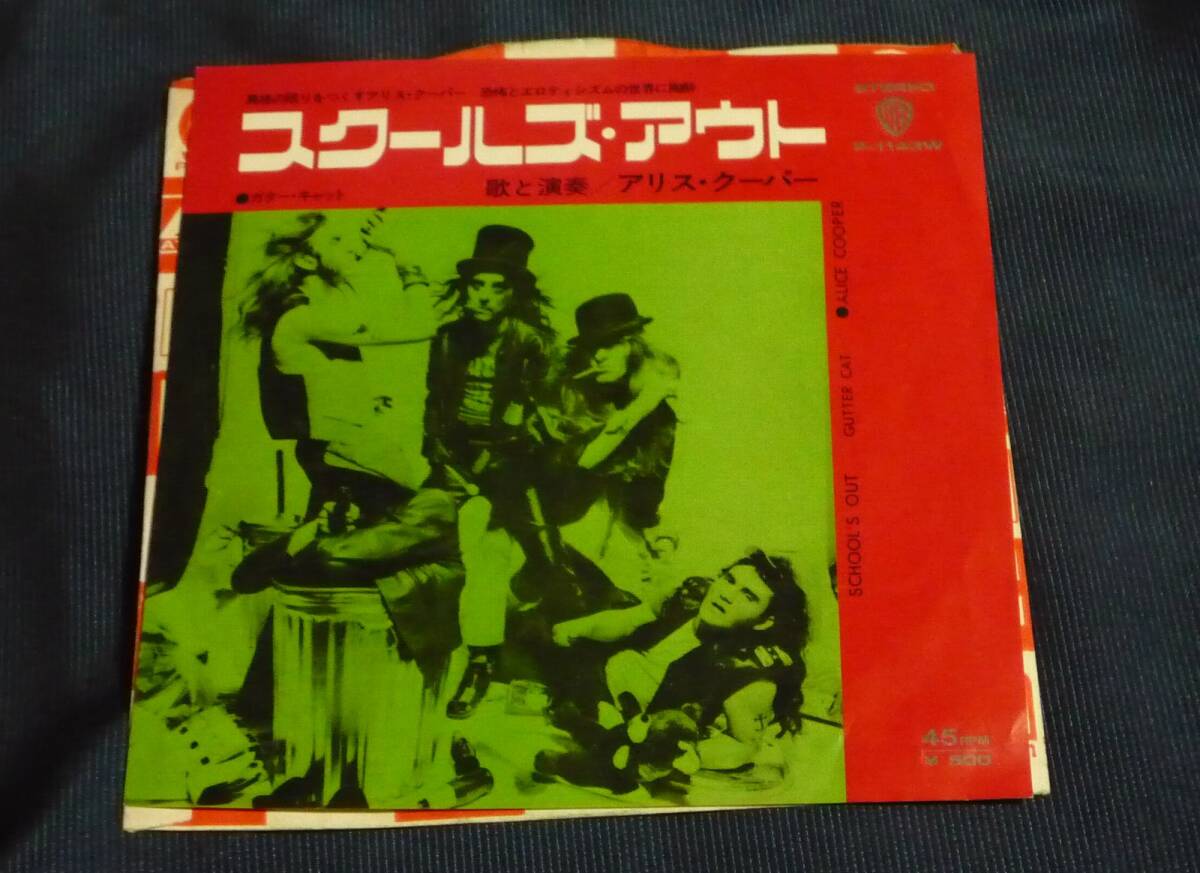 異様の限りをつくすアリス・クーパー 恐怖とエロティシズムの世界に陶酔
スクールズ・アウト
歌と演奏/アリス・クーパー
●ガター・キャット
STEREO
P-1143W
SCHOOL'S OUT GUTTER CAT ●ALICE COOPER
45 RPM
¥500